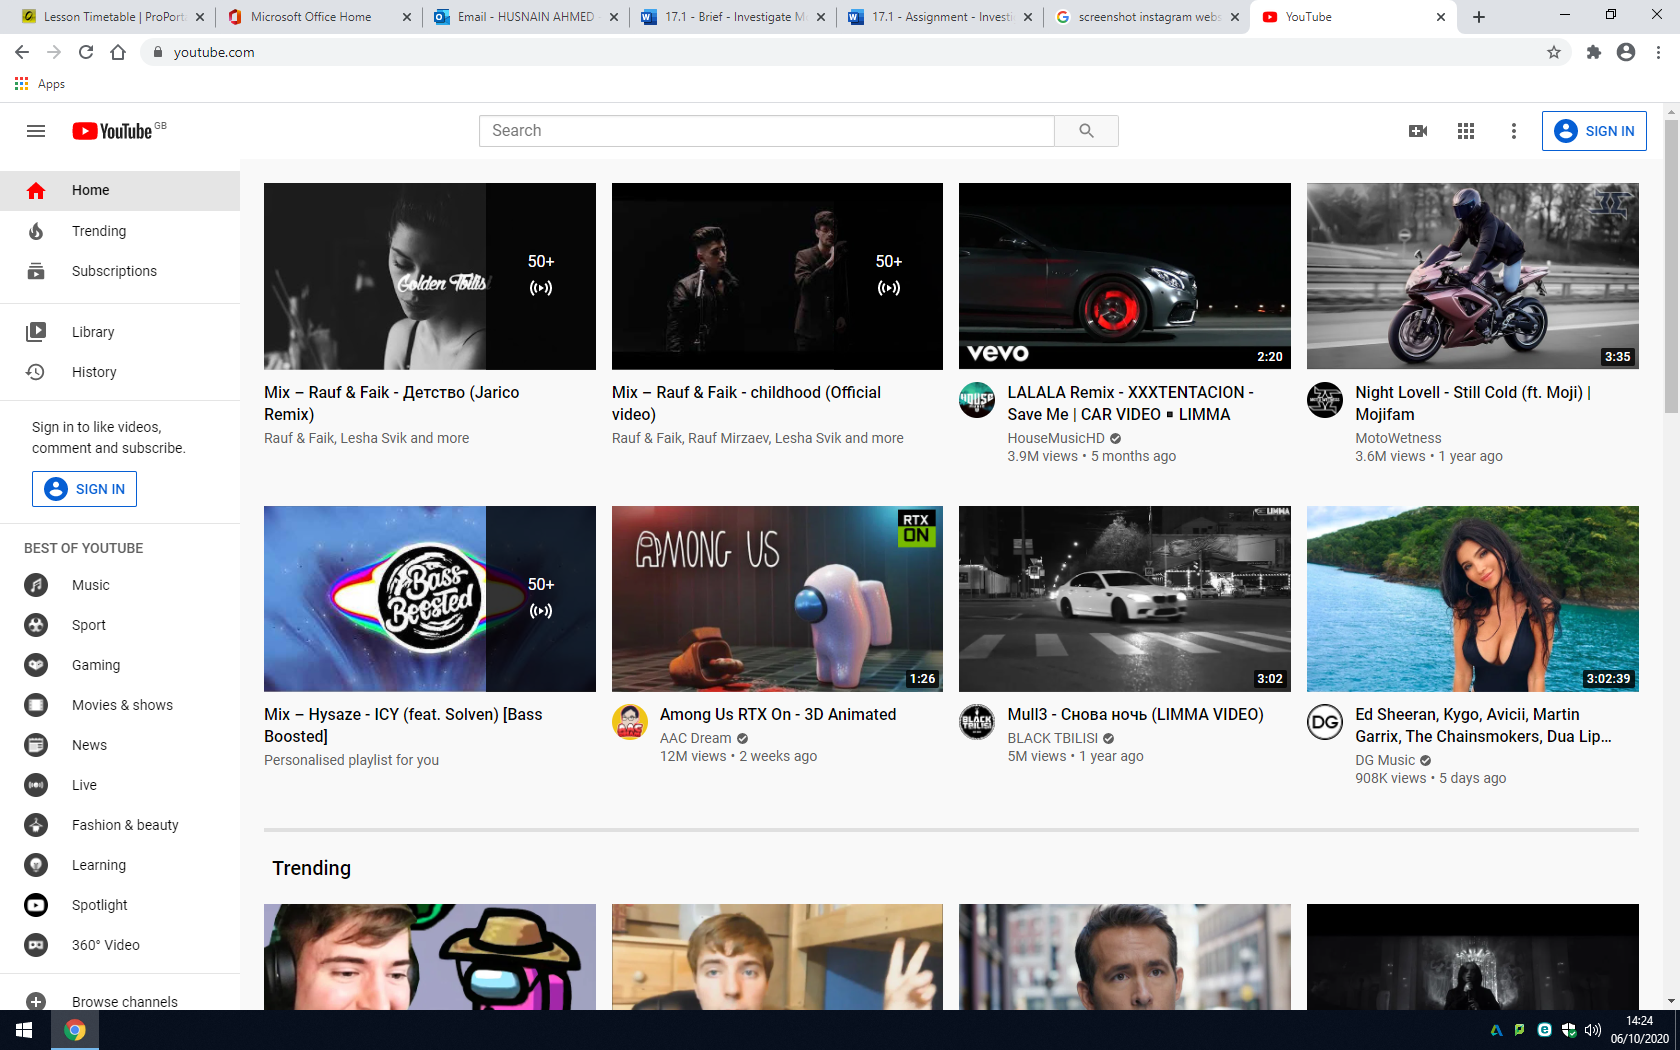 Lesson Timetable | ProPort
Microsoft Office Home
Email - HUSNAIN AHMED
17.1 - Brief - Investigate M
17.1 - Assignment - Investi
screenshot instagram webs
YouTube
youtube.com
Apps
YouTube GB
Search
SIGN IN
Home
Trending
Subscriptions
Library
History
Sign in to like videos,
comment and subscribe.
SIGN IN
BEST OF YOUTUBE
Music
Sport
Gaming
Movies & shows
News
Live
Fashion & beauty
Learning
Spotlight
360° Video
Browse channels
Golden Tollis
50+
Mix – Rauf & Faik - Детство (Jarico
Remix)
Rauf & Faik, Lesha Svik and more
50+
Mix – Rauf & Faik - childhood (Official
video)
Rauf & Faik, Rauf Mirzaev, Lesha Svik and more
vevo
2:20
HOUSE
LALALA Remix - XXXTENTACION -
Save Me | CAR VIDEO ▪ LIMMA
HouseMusicHD
3.9M views • 5 months ago
3:35
Night Lovell - Still Cold (ft. Moji) |
Mojifam
MotoWetness
3.6M views • 1 year ago
Bass
Boosted
50+
Mix – Hysaze - ICY (feat. Solven) [Bass
Boosted]
Personalised playlist for you
AMONG US
RTX
ON
1:26
Among Us RTX On - 3D Animated
AAC Dream
12M views • 2 weeks ago
LIMMA
3:02
BLACK
TBILISI
Mull3 - Снова ночь (LIMMA VIDEO)
BLACK TBILISI
5M views • 1 year ago
3:02:39
DG
Ed Sheeran, Kygo, Avicii, Martin
Garrix, The Chainsmokers, Dua Lip...
DG Music
908K views • 5 days ago
Trending
14:24
06/10/2020